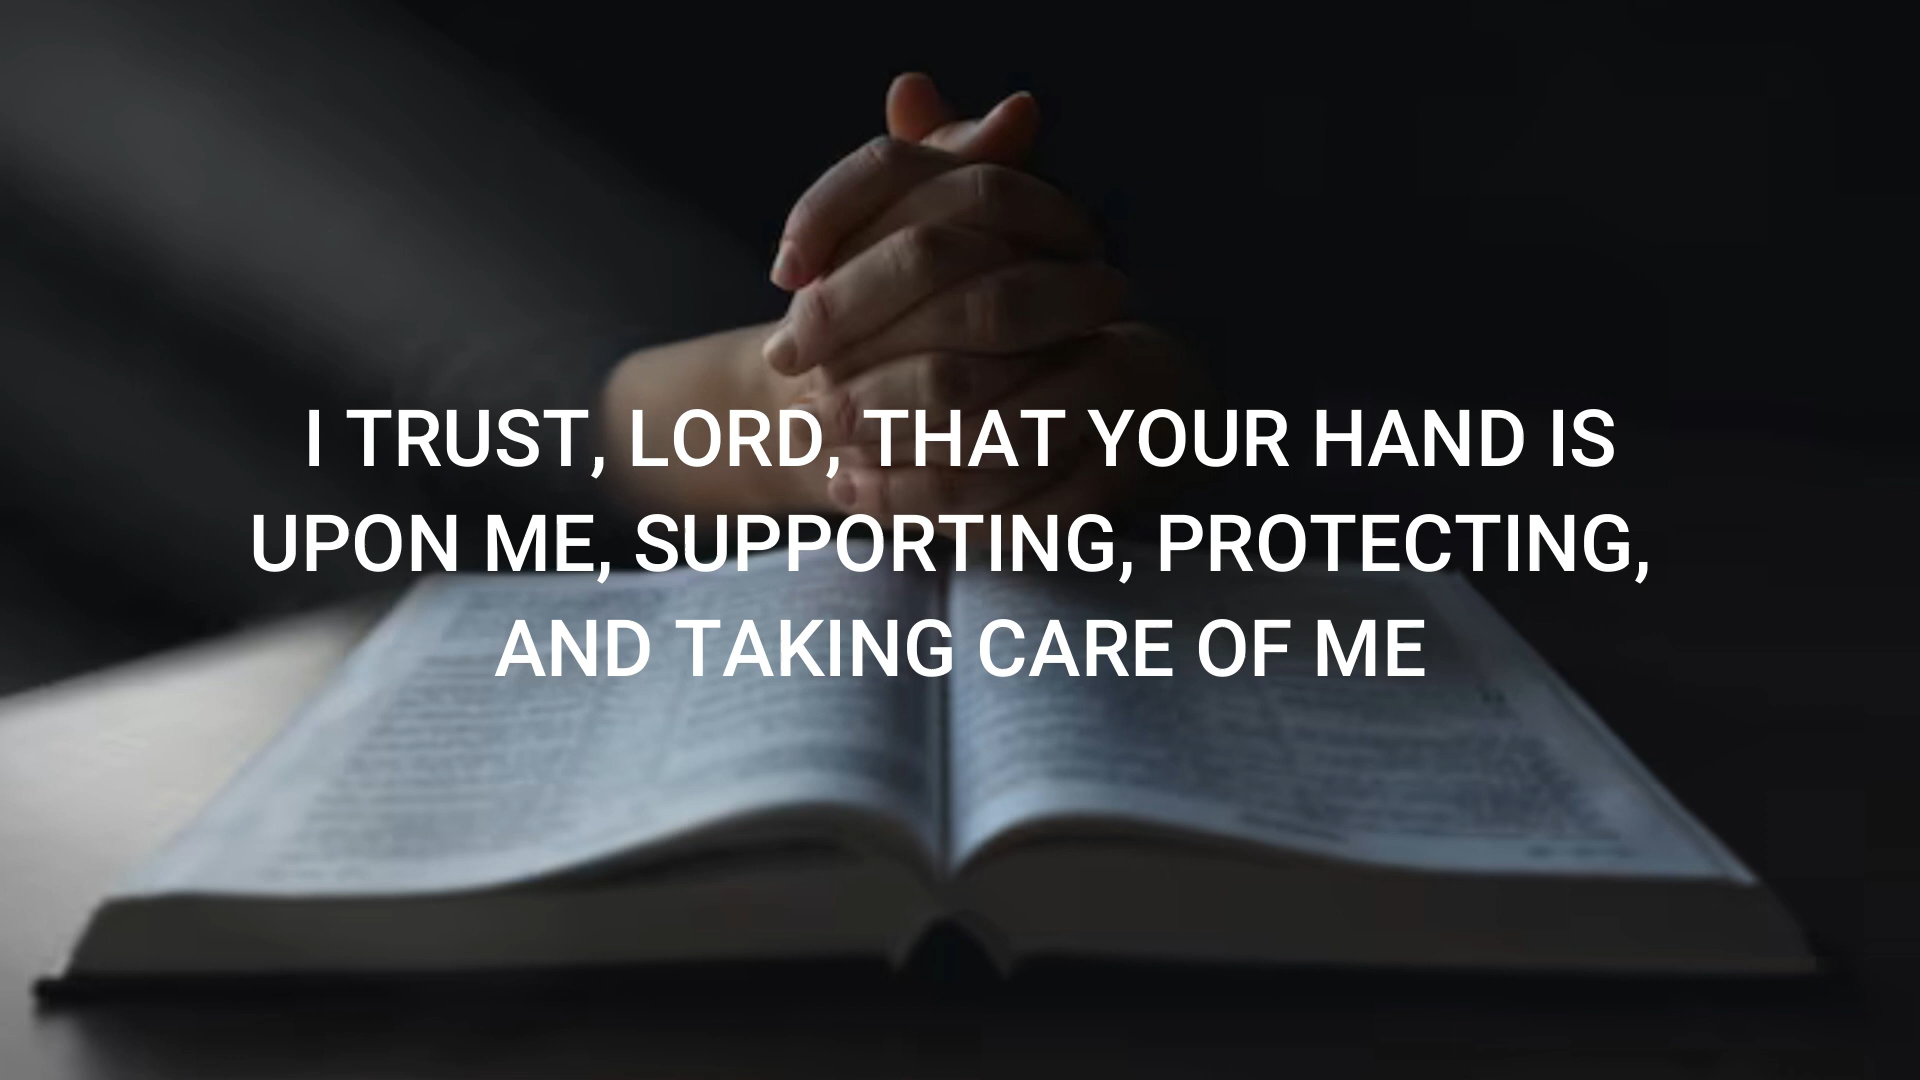 I TRUST, LORD, THAT YOUR HAND IS
UPON ME, SUPPORTING, PROTECTING,
AND TAKING CARE OF ME